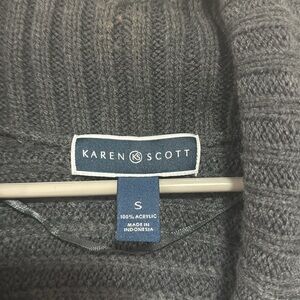 KAREN KS SCOTT
S
100% ACRYLIC
MADE IN
INDONESIA